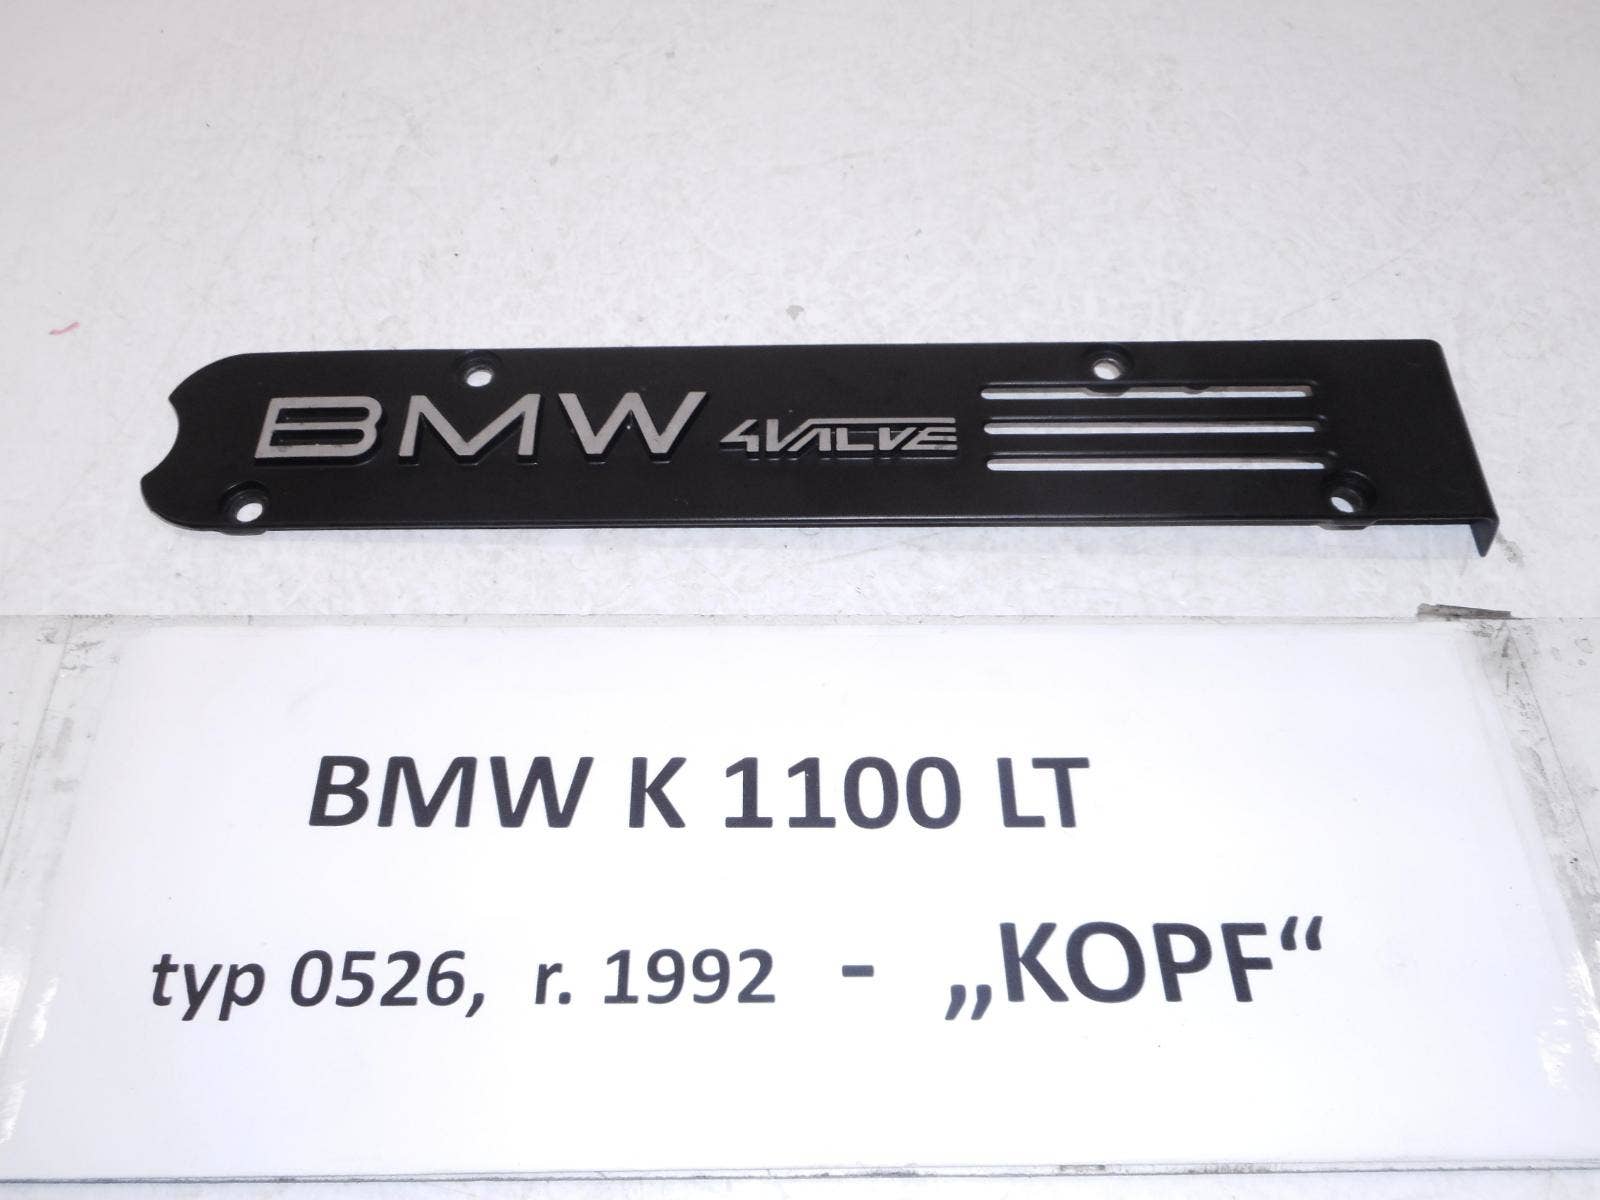 BMW 4VALVE
BMW K 1100 LT
typ 0526, r. 1992 - „KOPF“